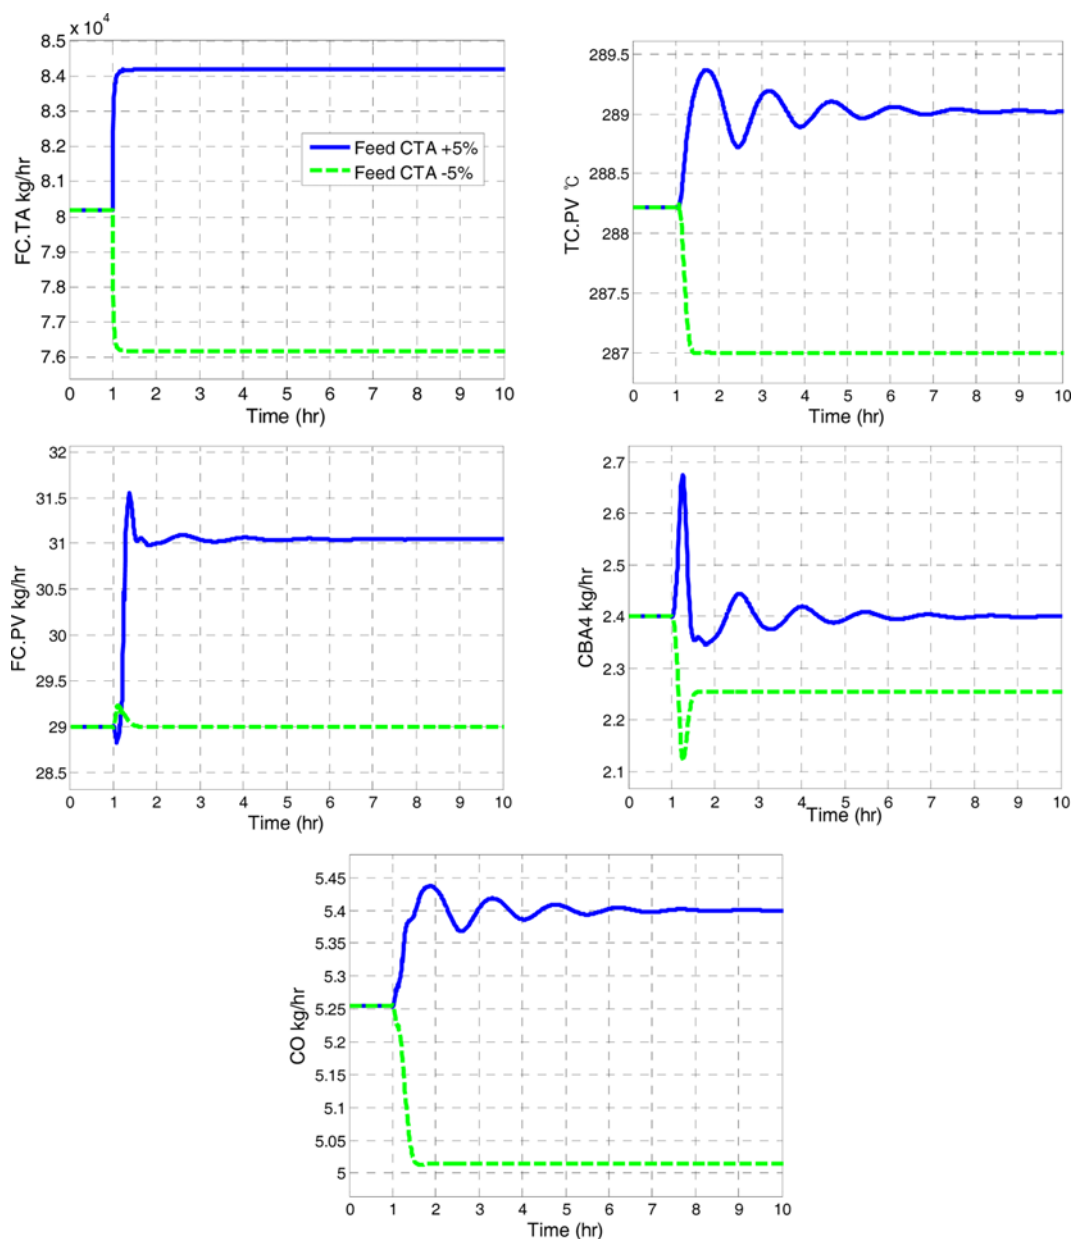 × 10⁴
8.5
8.4
8.3
8.2
8.1
8
7.9
7.8
7.7
7.6
FC.TA kg/hr
Feed CTA +5%
Feed CTA -5%
0 1 2 3 4 5 6 7 8 9 10
Time (hr)
289.5
289
288.5
288
287.5
287
TC.PV ℃
0 1 2 3 4 5 6 7 8 9 10
Time (hr)
32
31.5
31
30.5
30
29.5
29
28.5
FC.PV kg/hr
0 1 2 3 4 5 6 7 8 9 10
Time (hr)
2.7
2.6
2.5
2.4
2.3
2.2
2.1
CBA4 kg/hr
0 1 2 3 4 5 6 7 8 9 10
Time (hr)
5.45
5.4
5.35
5.3
5.25
5.2
5.15
5.1
5.05
5
CO kg/hr
0 1 2 3 4 5 6 7 8 9 10
Time (hr)